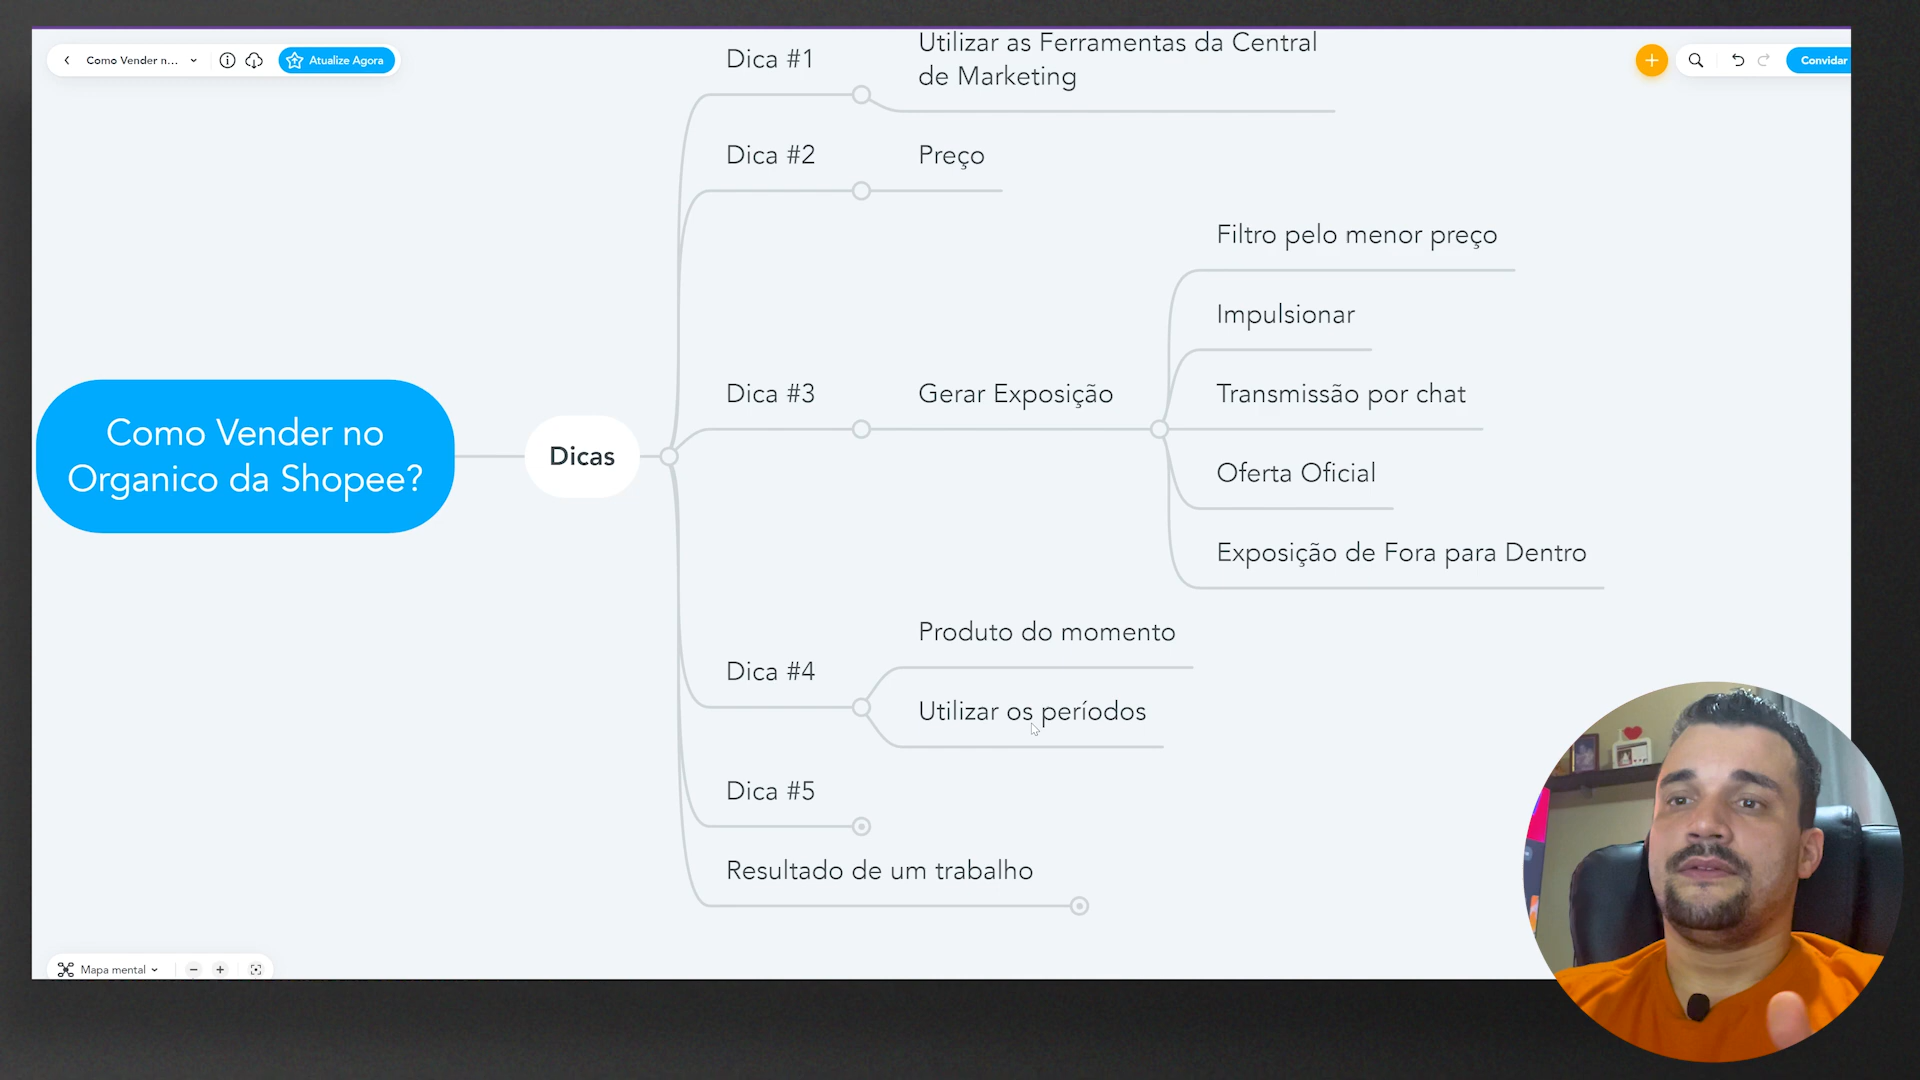 Como Vender n...
Atualize Agora
Convidar
Dica #1
Utilizar as Ferramentas da Central
de Marketing
Dica #2
Preço
Filtro pelo menor preço
Impulsionar
Dica #3
Gerar Exposição
Transmissão por chat
Como Vender no
Organico da Shopee?
Dicas
Oferta Oficial
Exposição de Fora para Dentro
Produto do momento
Dica #4
Utilizar os períodos
Dica #5
Resultado de um trabalho
Mapa mental